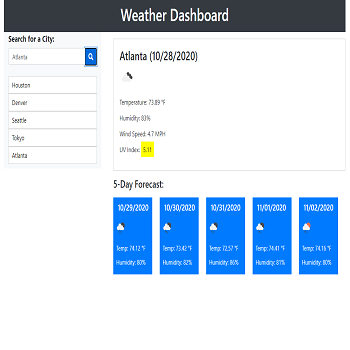 Weather Dashboard
Search for a City:
Atlanta
Houston
Denver
Seattle
Tokyo
Atlanta
Atlanta (10/28/2020)
Temperature: 73.89 °F
Humidity: 83%
Wind Speed: 4.7 MPH
UV Index: 5.11
5-Day Forecast:
10/29/2020
Temp: 74.12 °F
Humidity: 80%
10/30/2020
Temp: 73.42 °F
Humidity: 82%
10/31/2020
Temp: 72.57 °F
Humidity: 86%
11/01/2020
Temp: 74.41 °F
Humidity: 81%
11/02/2020
Temp: 74.16 °F
Humidity: 80%